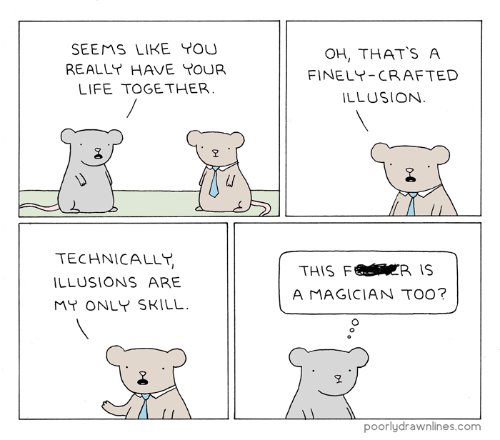 SEEMS LIKE YOU
REALLY HAVE YOUR
LIFE TOGETHER.
OH, THAT'S A
FINELY-CRAFTED
ILLUSION.
TECHNICALLY,
ILLUSIONS ARE
MY ONLY SKILL.
THIS F R IS
A MAGICIAN TOO?
poorlydrawnlines.com